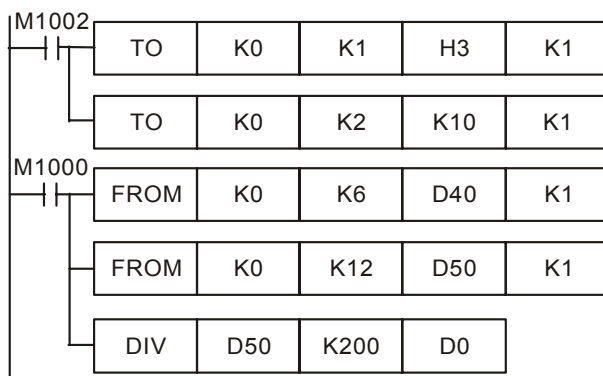 M1002
TO K0 K1 H3 K1
TO K0 K2 K10 K1
M1000
FROM K0 K6 D40 K1
FROM K0 K12 D50 K1
DIV D50 K200 D0